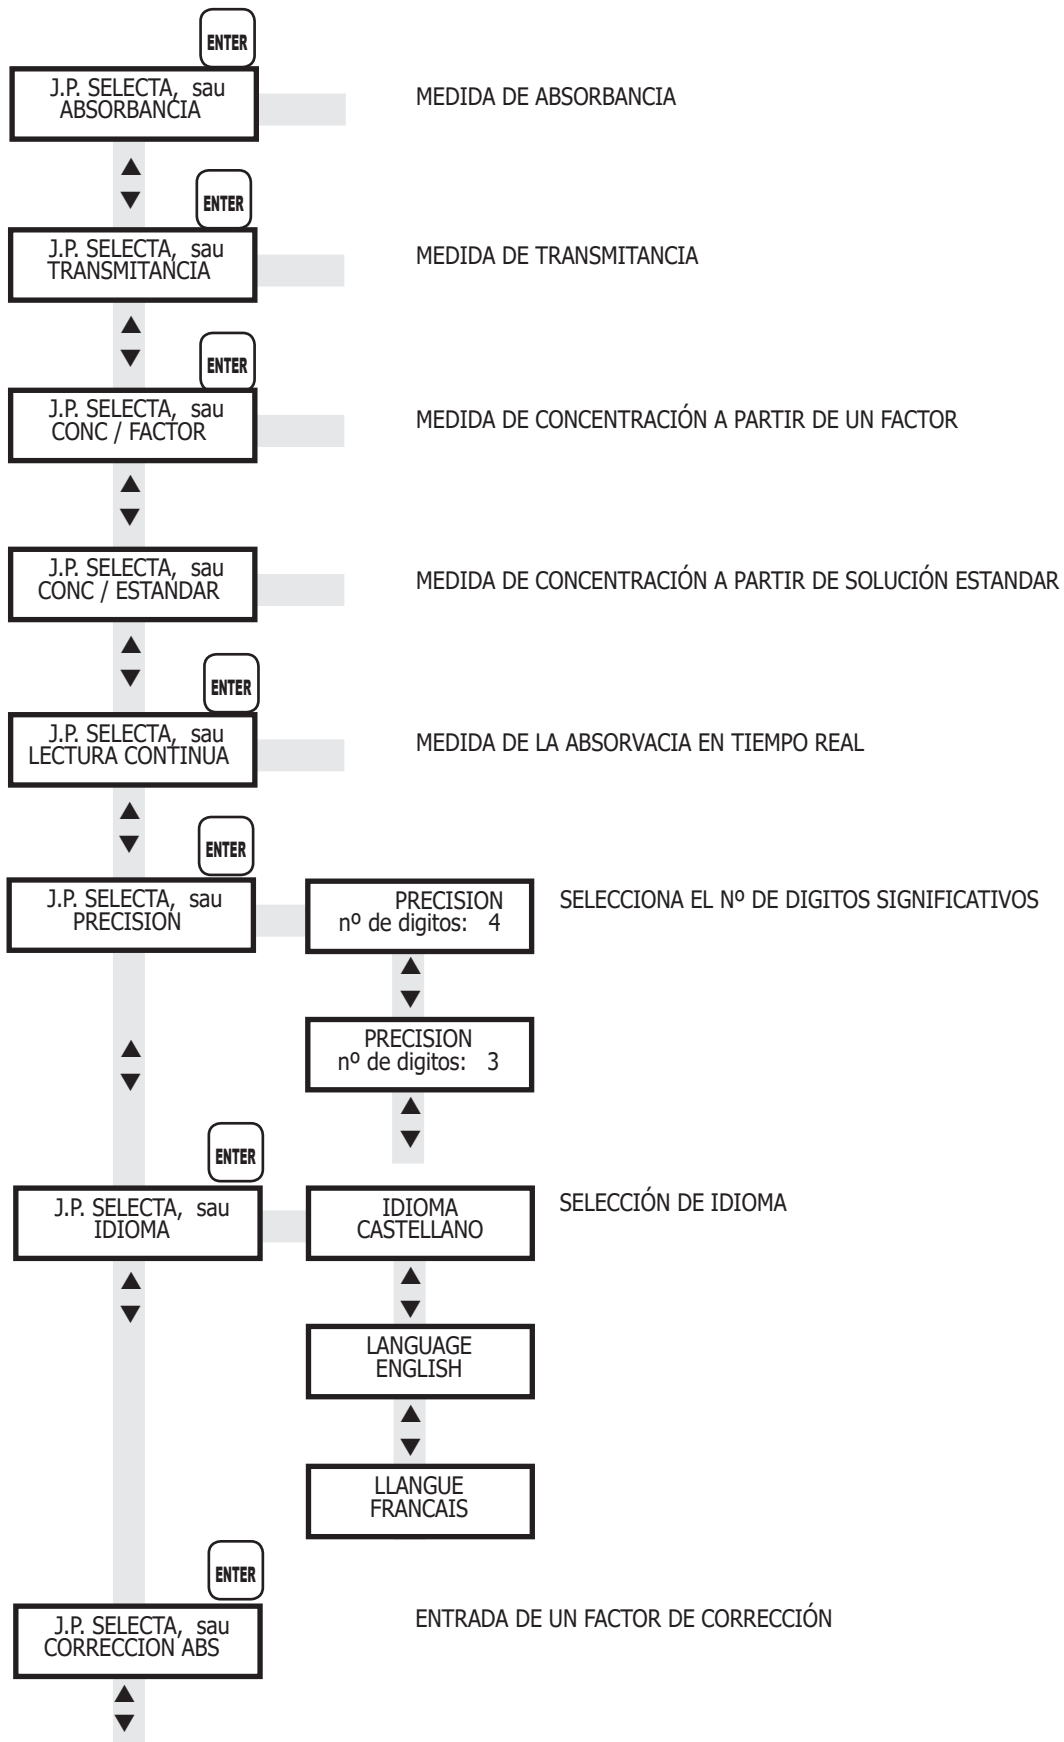 ENTER
J.P. SELECTA, sau
ABSORBANCIA
MEDIDA DE ABSORBANCIA
ENTER
J.P. SELECTA, sau
TRANSMITANCIA
MEDIDA DE TRANSMITANCIA
ENTER
J.P. SELECTA, sau
CONC / FACTOR
MEDIDA DE CONCENTRACIÓN A PARTIR DE UN FACTOR
J.P. SELECTA, sau
CONC / ESTANDAR
MEDIDA DE CONCENTRACIÓN A PARTIR DE SOLUCIÓN ESTANDAR
ENTER
J.P. SELECTA, sau
LECTURA CONTINUA
MEDIDA DE LA ABSORVACIA EN TIEMPO REAL
ENTER
J.P. SELECTA, sau
PRECISION
PRECISION
nº de digitos: 4
SELECCIONA EL Nº DE DIGITOS SIGNIFICATIVOS
PRECISION
nº de digitos: 3
ENTER
J.P. SELECTA, sau
IDIOMA
IDIOMA
CASTELLANO
SELECCIÓN DE IDIOMA
LANGUAGE
ENGLISH
LLANGUE
FRANCAIS
ENTER
J.P. SELECTA, sau
CORRECCION ABS
ENTRADA DE UN FACTOR DE CORRECCIÓN